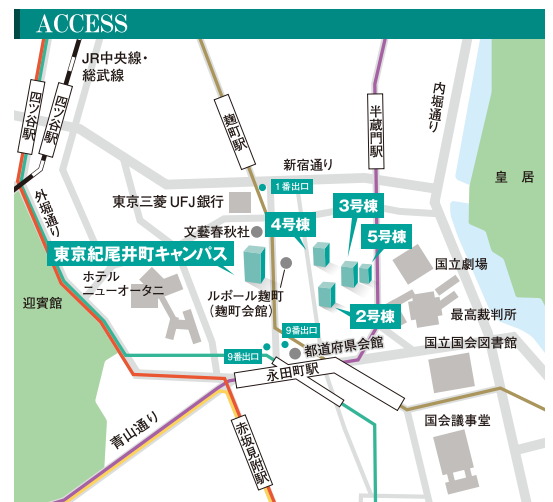 ACCESS
JR中央線・
総武線
四ツ谷駅
四ツ谷駅
麹町駅
半蔵門駅
内堀通り
新宿通り
皇居
1番出口
東京三菱UFJ銀行
外堀通り
文藝春秋社
4号棟
3号棟
5号棟
東京紀尾井町キャンパス
国立劇場
ホテル
ニューオータニ
ルポール麹町
(麹町会館)
迎賓館
2号棟
最高裁判所
9番出口
9番出口
都道府県会館
国立国会図書館
永田町駅
青山通り
赤坂見附駅
国会議事堂